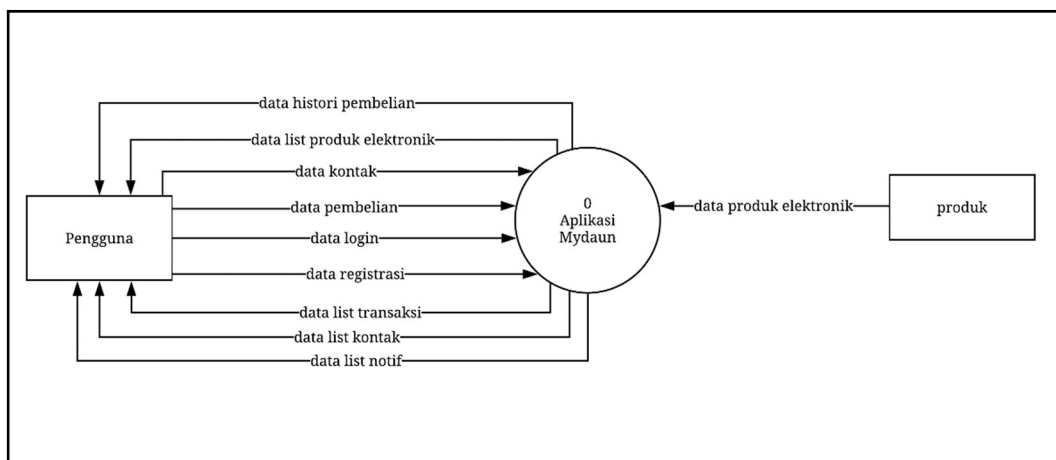 data histori pembelian
data list produk elektronik
data kontak
data pembelian
data login
data registrasi
data list transaksi
data list kontak
data list notif
Pengguna
0
Aplikasi
Mydaun
data produk elektronik
produk